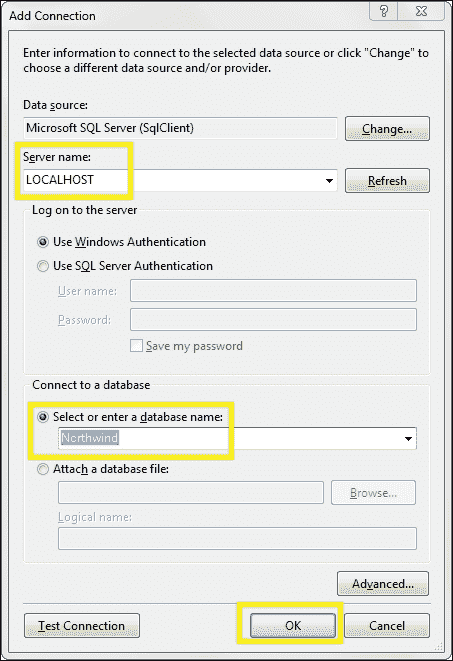 Add Connection
?
Enter information to connect to the selected data source or click "Change" to
choose a different data source and/or provider.
Data source:
Microsoft SQL Server (SqlClient)
Change...
Server name:
LOCALHOST
Refresh
Log on to the server
Use Windows Authentication
Use SQL Server Authentication
User name:
Password:
Save my password
Connect to a database
Select or enter a database name:
Northwind
Attach a database file:
Browse...
Logical name:
Advanced...
Test Connection
OK
Cancel